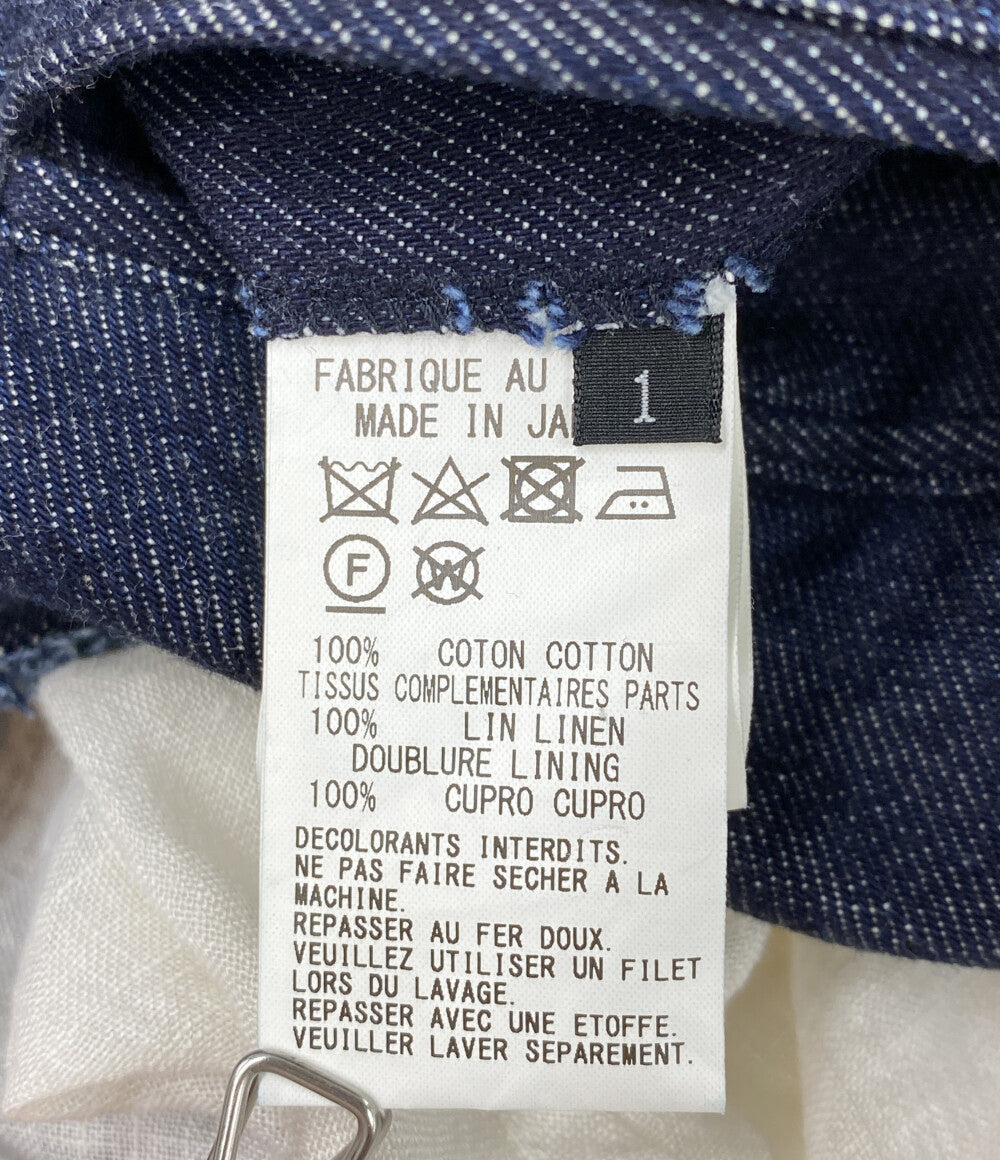 FABRIQUE AU
1
MADE IN
F
W
100% COTON COTTON
TISSUS COMPLEMENTAIRES PARTS
100% LIN LINEN
DOUBLURE LINING
100% CUPRO CUPRO
DECOLORANTS INTERDITS.
NE PAS FAIRE SECHER A LA
MACHINE.
REPASSER AU FER DOUX.
VEUILLEZ UTILISER UN FILET
LORS DU LAVAGE.
REPASSER AVEC UNE ETOFFE.
VEUILLER LAVER SEPAREMENT.